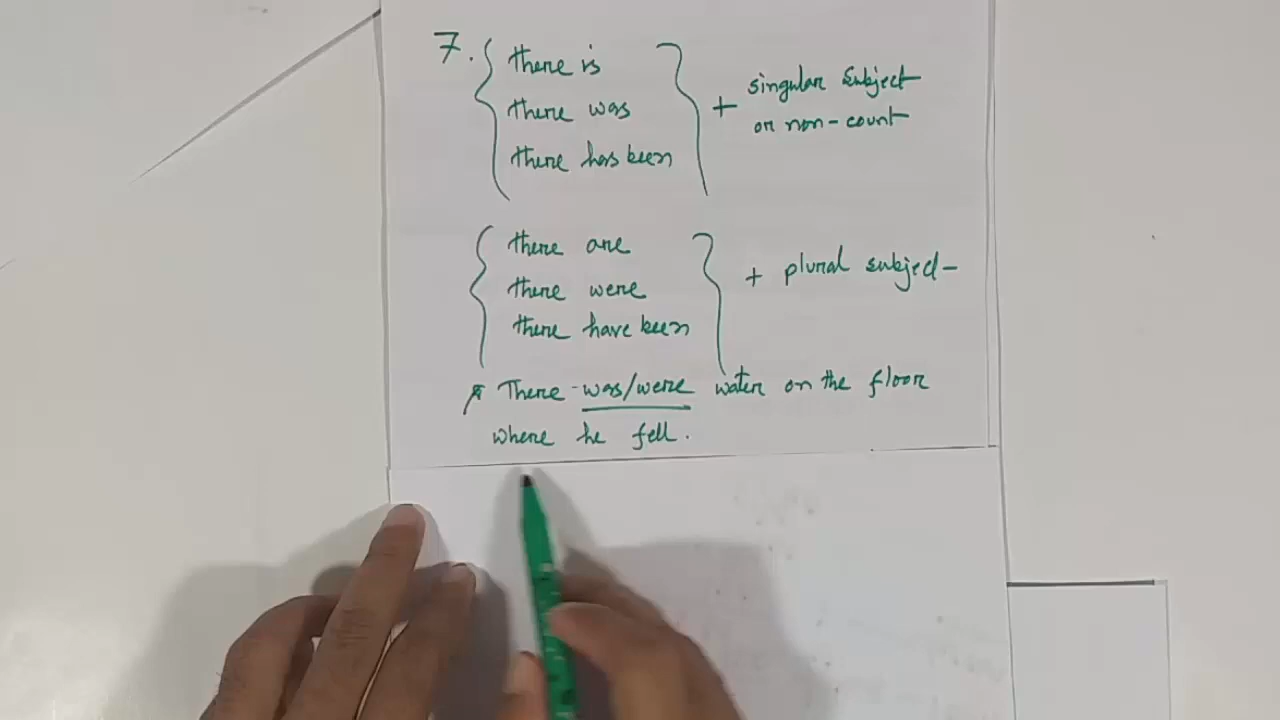 7. there is
there was
there has been
+ singular subject
or non-count
there are
there were
there have been
+ plural subject
There was/were water on the floor
where he fell.